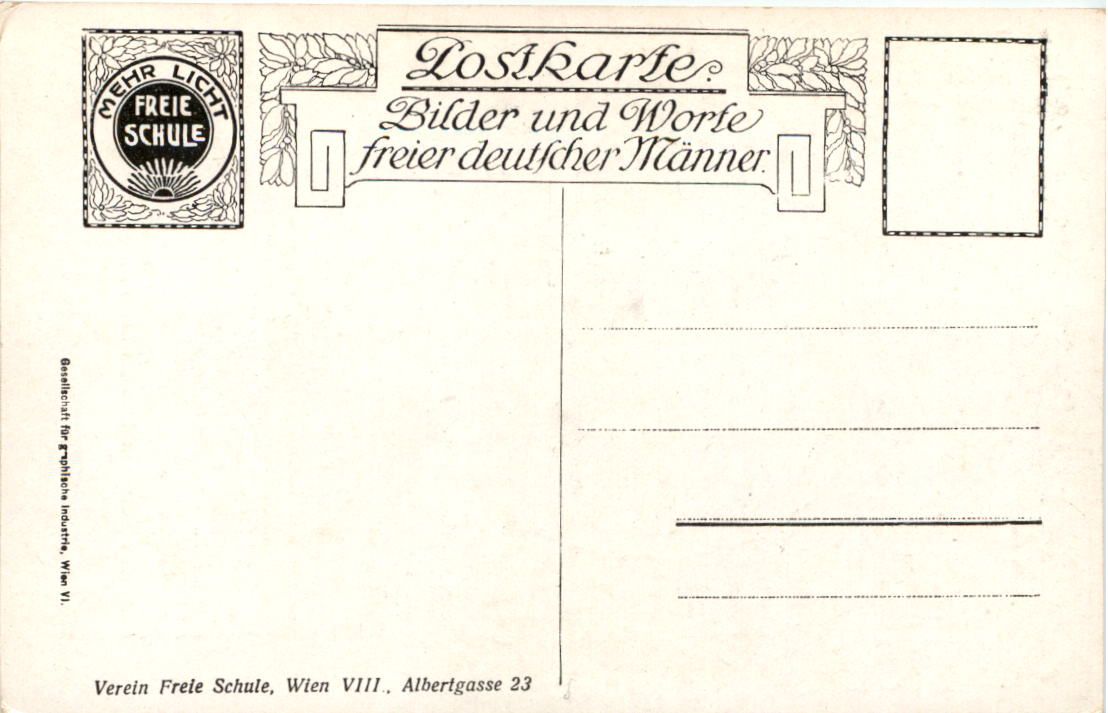 MEHR LICHT
FREIE
SCHULE
Postkarte.
Bilder und Worte
freier deutscher Männer.
Gesellschaft für graphische Industrie, Wien VI.
Verein Freie Schule, Wien VIII., Albertgasse 23